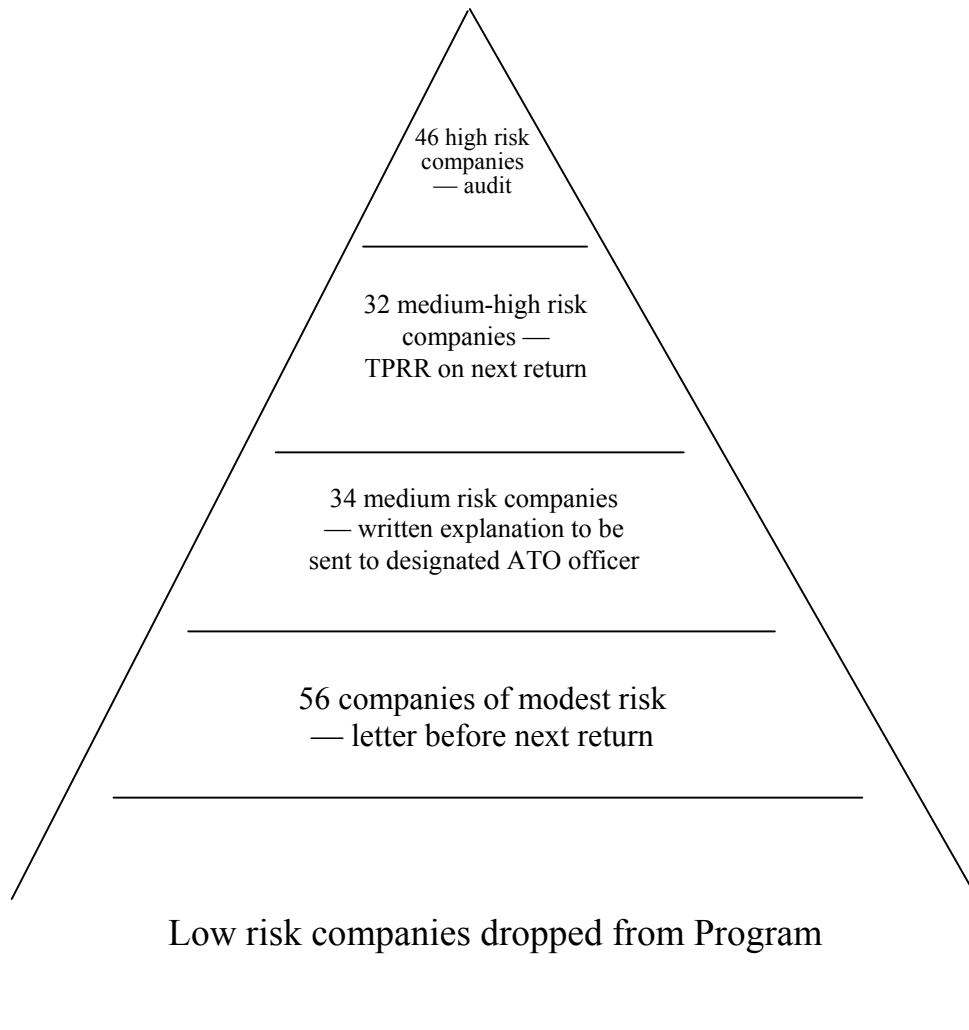 46 high risk
companies
— audit
32 medium-high risk
companies —
TPRR on next return
34 medium risk companies
— written explanation to be
sent to designated ATO officer
56 companies of modest risk
— letter before next return
Low risk companies dropped from Program